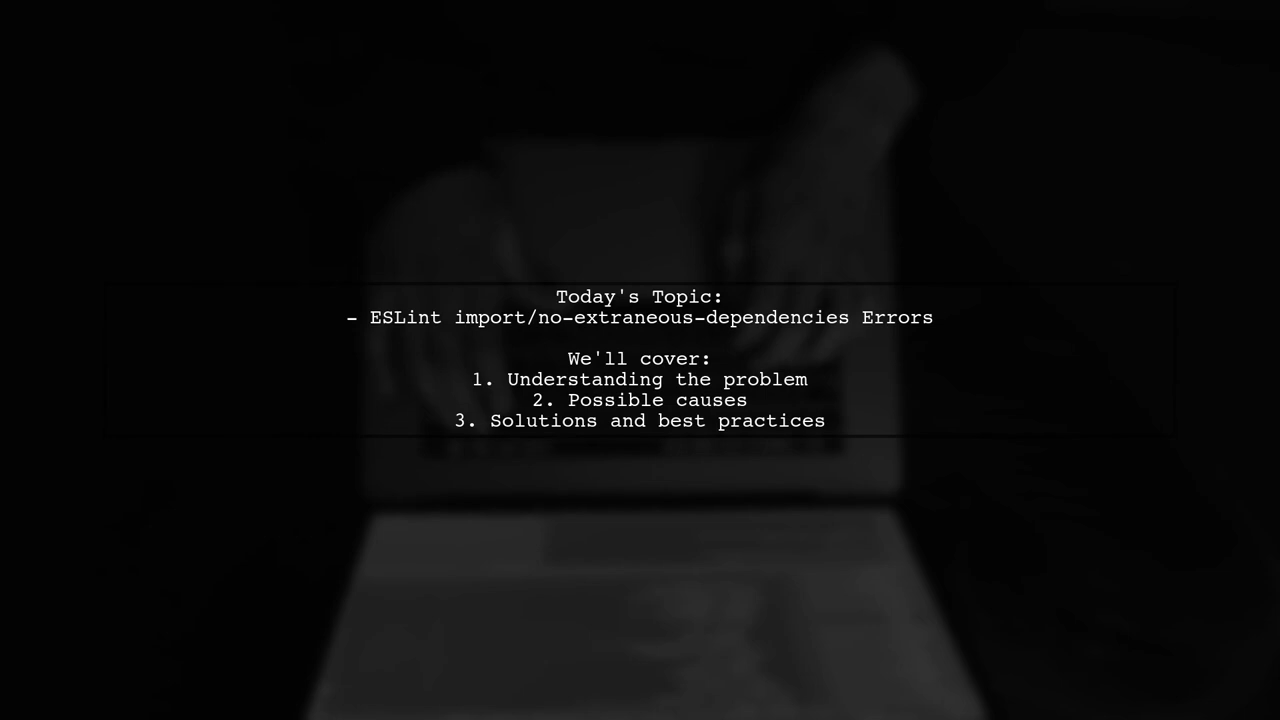 Today's Topic:
- ESLint import/no-extraneous-dependencies Errors
We'll cover:
1. Understanding the problem
2. Possible causes
3. Solutions and best practices